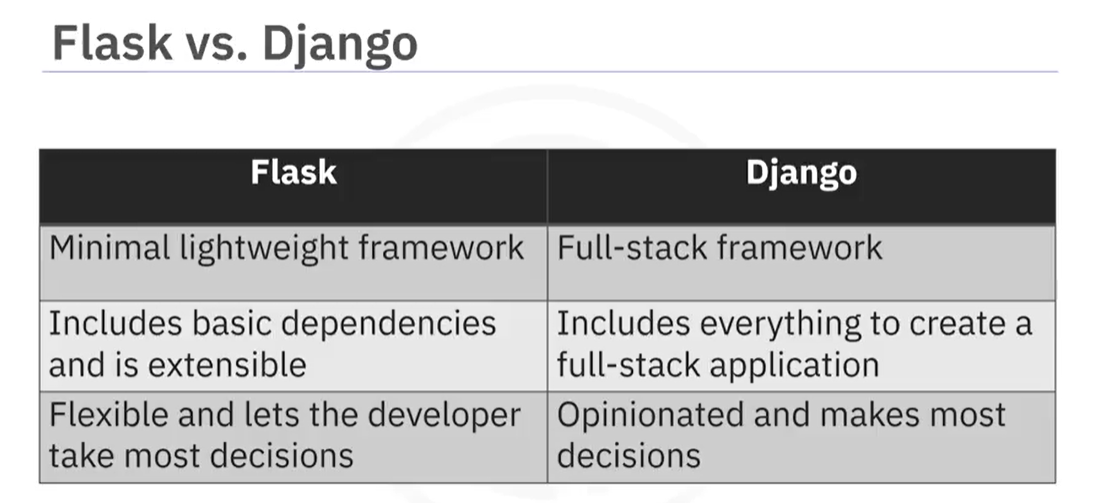 Flask vs. Django
Flask
Django
Minimal lightweight framework
Full-stack framework
Includes basic dependencies
and is extensible
Includes everything to create a
full-stack application
Flexible and lets the developer
take most decisions
Opinionated and makes most
decisions